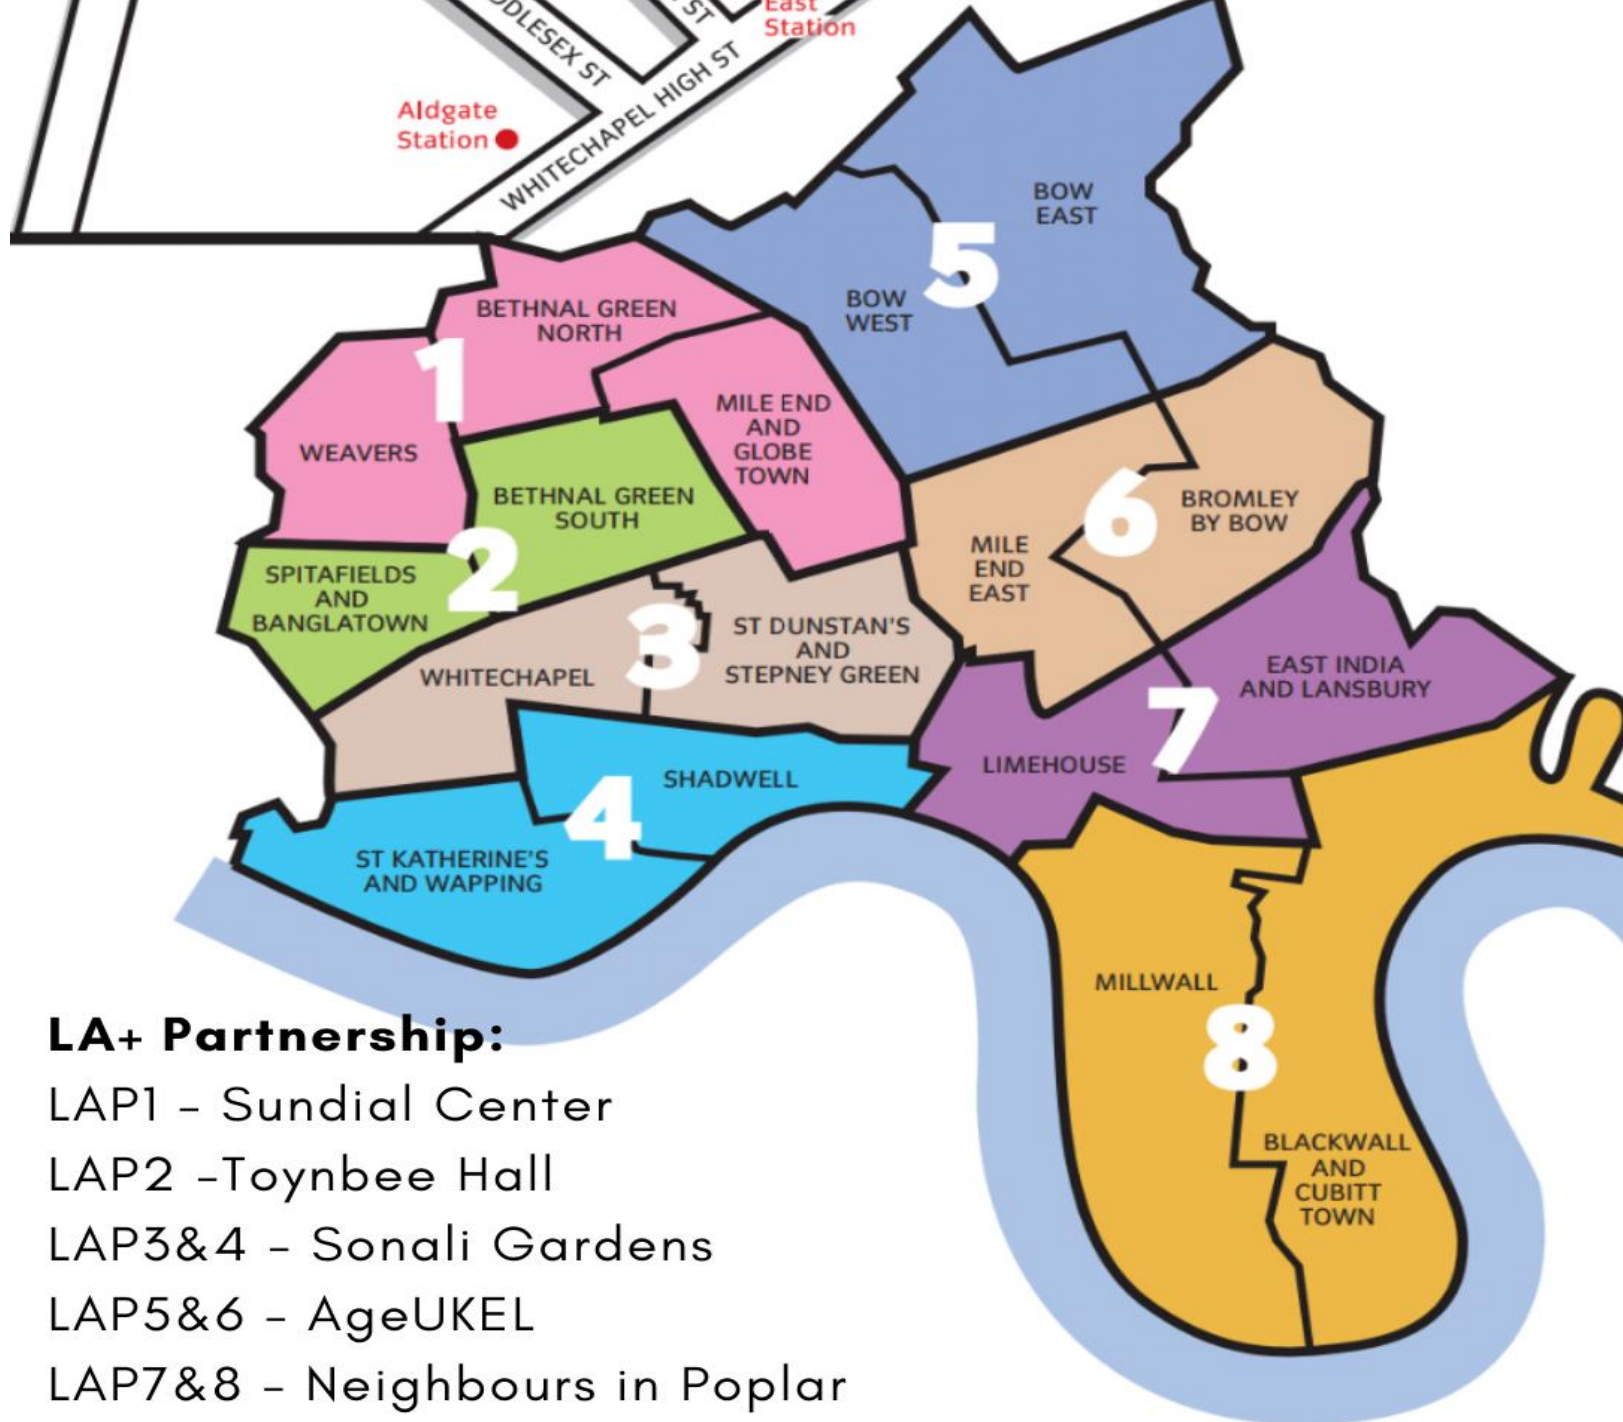 East
Station
DDLESEX ST
ST
WHITECHAPEL HIGH ST
Aldgate
Station
BOW
EAST
5
BOW
WEST
BETHNAL GREEN
NORTH
1
WEAVERS
MILE END
AND
GLOBE
TOWN
BETHNAL GREEN
SOUTH
2
SPITAFIELDS
AND
BANGLATOWN
6
BROMLEY
BY BOW
MILE
END
EAST
3
ST DUNSTAN'S
AND
STEPNEY GREEN
WHITECHAPEL
EAST INDIA
AND LANSBURY
7
LIMEHOUSE
SHADWELL
4
ST KATHERINE'S
AND WAPPING
MILLWALL
8
BLACKWALL
AND
CUBITT
TOWN
LA+ Partnership:
LAP1 – Sundial Center
LAP2 –Toynbee Hall
LAP3&4 – Sonali Gardens
LAP5&6 – AgeUKEL
LAP7&8 – Neighbours in Poplar